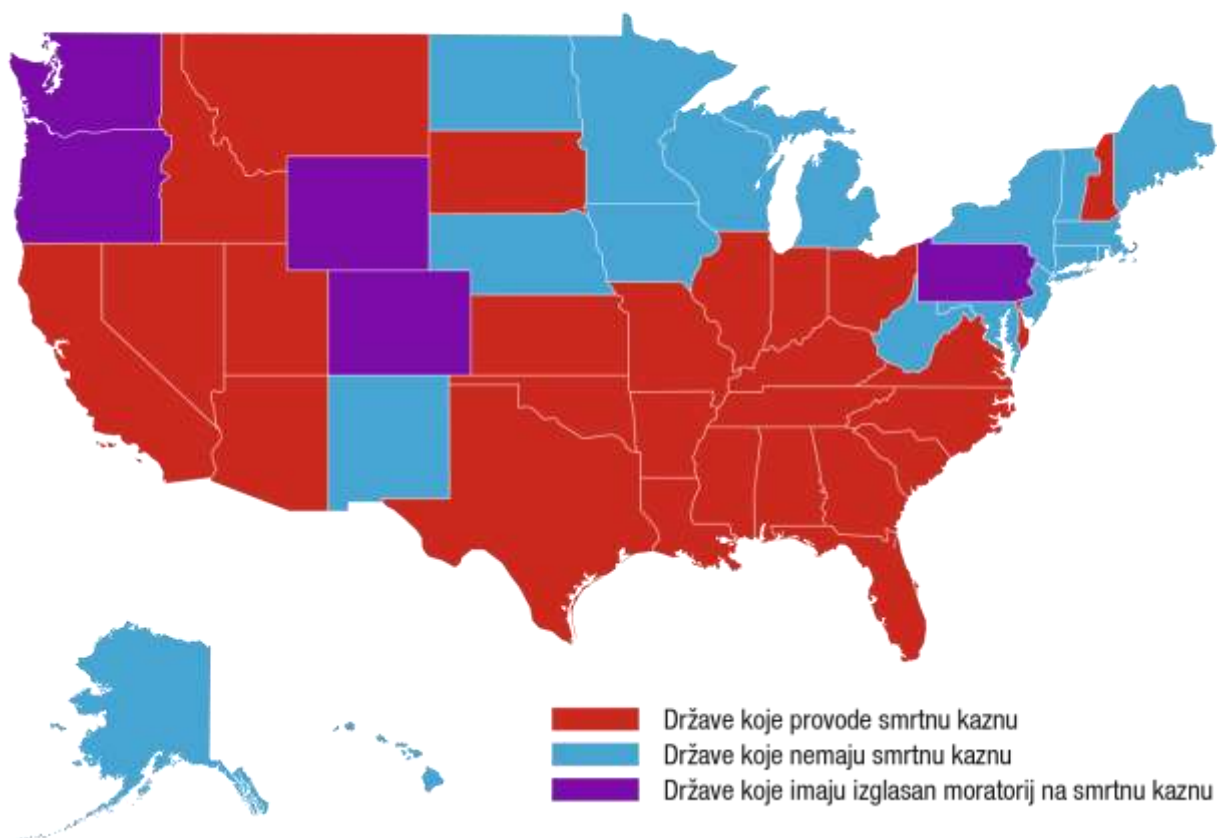 Države koje provode smrtnu kaznu
Države koje nemaju smrtnu kaznu
Države koje imaju izglasan moratorij na smrtnu kaznu